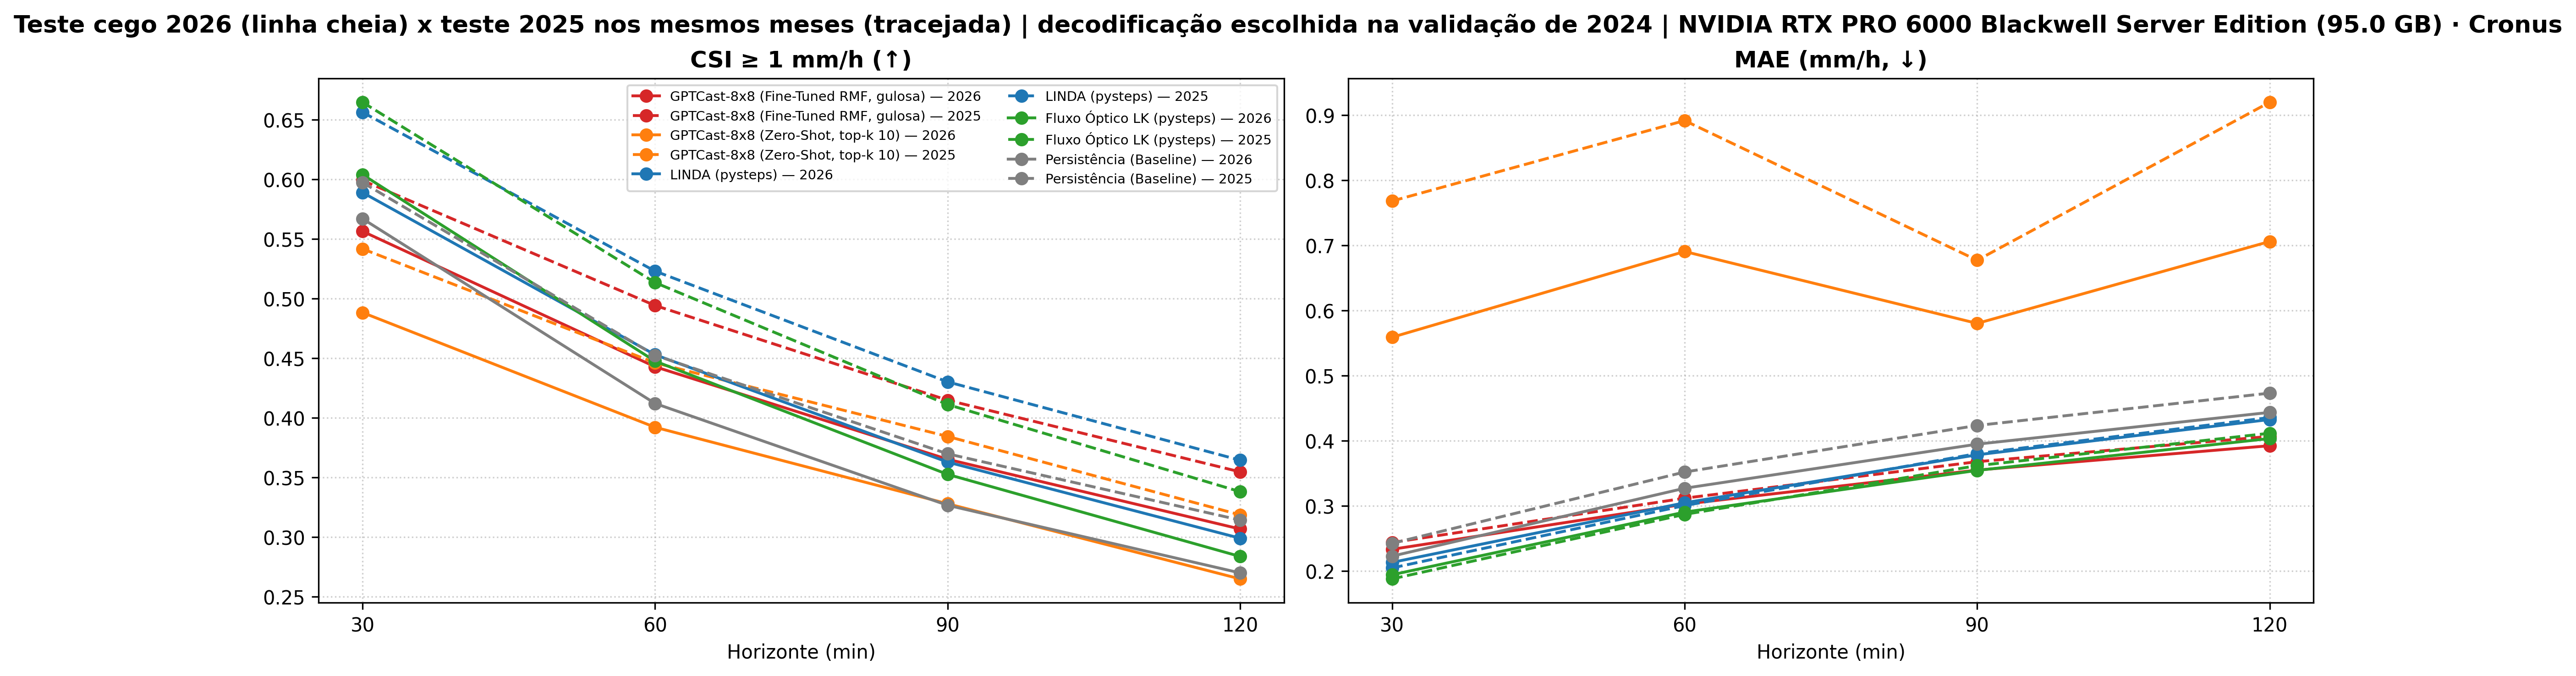 Teste cego 2026 (linha cheia) x teste 2025 nos mesmos meses (tracejada) | decodificação escolhida na validação de 2024 | NVIDIA RTX PRO 6000 Blackwell Server Edition (95.0 GB) · Cronus
CSI ≥ 1 mm/h (↑)
GPTCast-8x8 (Fine-Tuned RMF, gulosa) — 2026
GPTCast-8x8 (Fine-Tuned RMF, gulosa) — 2025
GPTCast-8x8 (Zero-Shot, top-k 10) — 2026
GPTCast-8x8 (Zero-Shot, top-k 10) — 2025
LINDA (pysteps) — 2026
LINDA (pysteps) — 2025
Fluxo Óptico LK (pysteps) — 2026
Fluxo Óptico LK (pysteps) — 2025
Persistência (Baseline) — 2026
Persistência (Baseline) — 2025
0.65
0.60
0.55
0.50
0.45
0.40
0.35
0.30
0.25
30 60 90 120
Horizonte (min)
MAE (mm/h, ↓)
0.9
0.8
0.7
0.6
0.5
0.4
0.3
0.2
30 60 90 120
Horizonte (min)